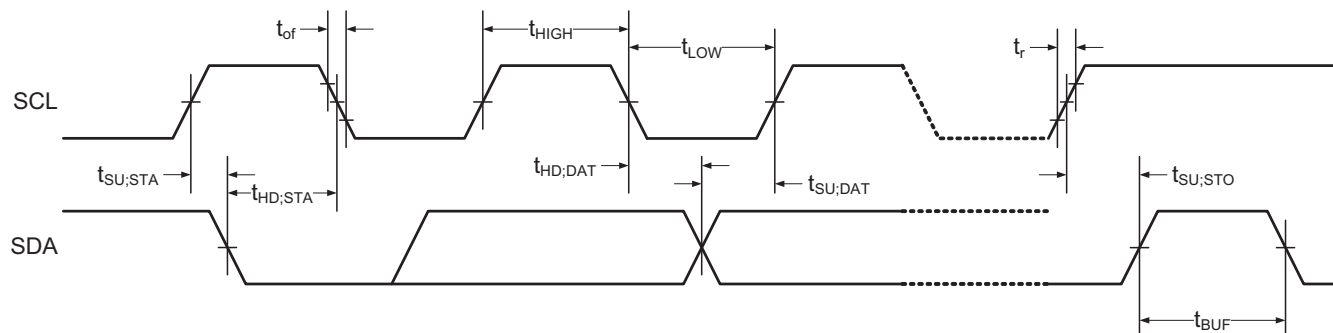 t_of
t_HIGH
t_LOW
t_r
SCL
t_SU;STA
t_HD;STA
t_HD;DAT
t_SU;DAT
t_SU;STO
SDA
t_BUF